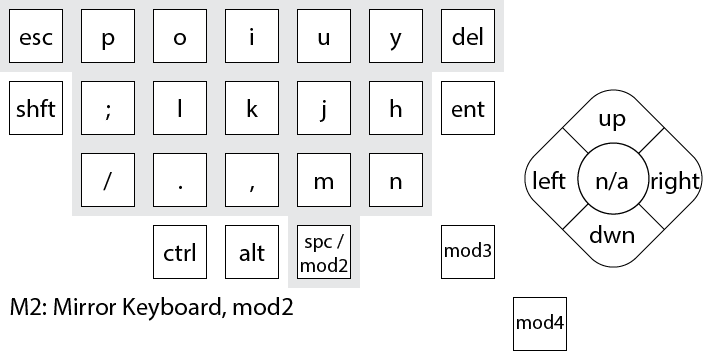 esc p o i u y del
shft ; l k j h ent
up
/ . , m n
left n/a right
dwn
ctrl alt spc /
mod2 mod3
M2: Mirror Keyboard, mod2
mod4